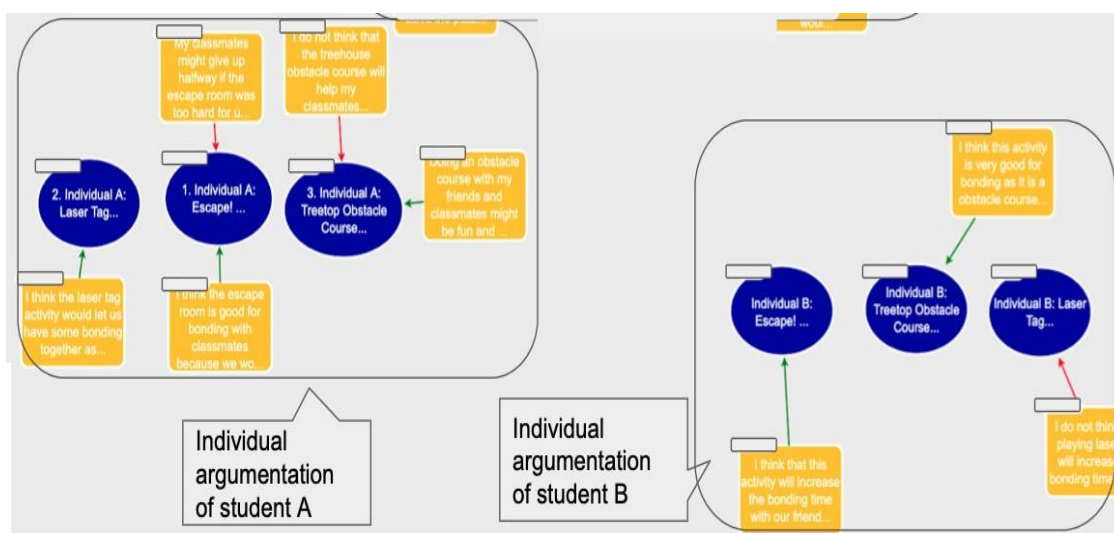 My classmates
might give up
halfway if the
escape room was
too hard for u...
I do not think that
the treehouse
obstacle course will
help my
classmates...
2. Individual A:
Laser Tag...
1. Individual A:
Escape! ...
3. Individual A:
Treetop Obstacle
Course...
Doing an obstacle
course with my
friends and
classmates might
be fun and ...
I think the laser tag
activity would let us
have some bonding
together as...
I think the escape
room is good for
bonding with
classmates
because we wo...
Individual
argumentation
of student A
I think this activity
is very good for
bonding as it is a
obstacle course...
Individual B:
Escape! ...
Individual B:
Treetop Obstacle
Course...
Individual B: Laser
Tag...
Individual
argumentation
of student B
I think that this
activity will increase
the bonding time
with our friend...
I do not thin
playing lase
will increase
bonding time